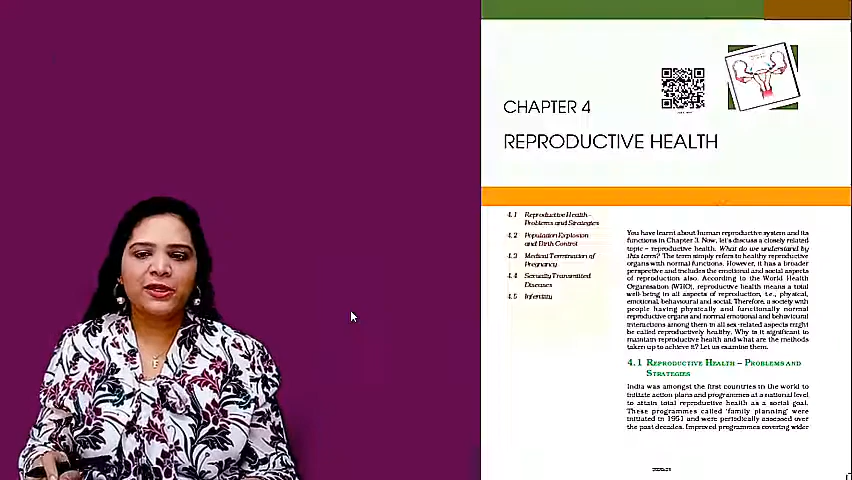 CHAPTER 4
REPRODUCTIVE HEALTH
4.1 Reproductive Health -
Problems and Strategies
4.2 Population Explosion
and Birth Control
4.3 Medical Termination of
Pregnancy
4.4 Sexually Transmitted
Diseases
4.5 Infertility
You have learnt about human reproductive system and its
functions in Chapter 3. Now, let's discuss a closely related
topic – reproductive health. What do we understand by
this term? The term simply refers to healthy reproductive
organs with normal functions. However, it has a broader
perspective and includes the emotional and social aspects
of reproduction also. According to the World Health
Organisation (WHO), reproductive health means a total
well-being in all aspects of reproduction, i.e., physical,
emotional, behavioural and social. Therefore, a society with
people having physically and functionally normal
reproductive organs and normal emotional and behavioural
interactions among them in all sex-related aspects might
be called reproductively healthy. Why is it significant to
maintain reproductive health and what are the methods
taken up to achieve it? Let us examine them.
4.1 REPRODUCTIVE HEALTH – PROBLEMS AND
STRATEGIES
India was amongst the first countries in the world to
initiate action plans and programmes at a national level
to attain total reproductive health as a social goal.
These programmes called 'family planning' were
initiated in 1951 and were periodically assessed over
the past decades. Improved programmes covering wider